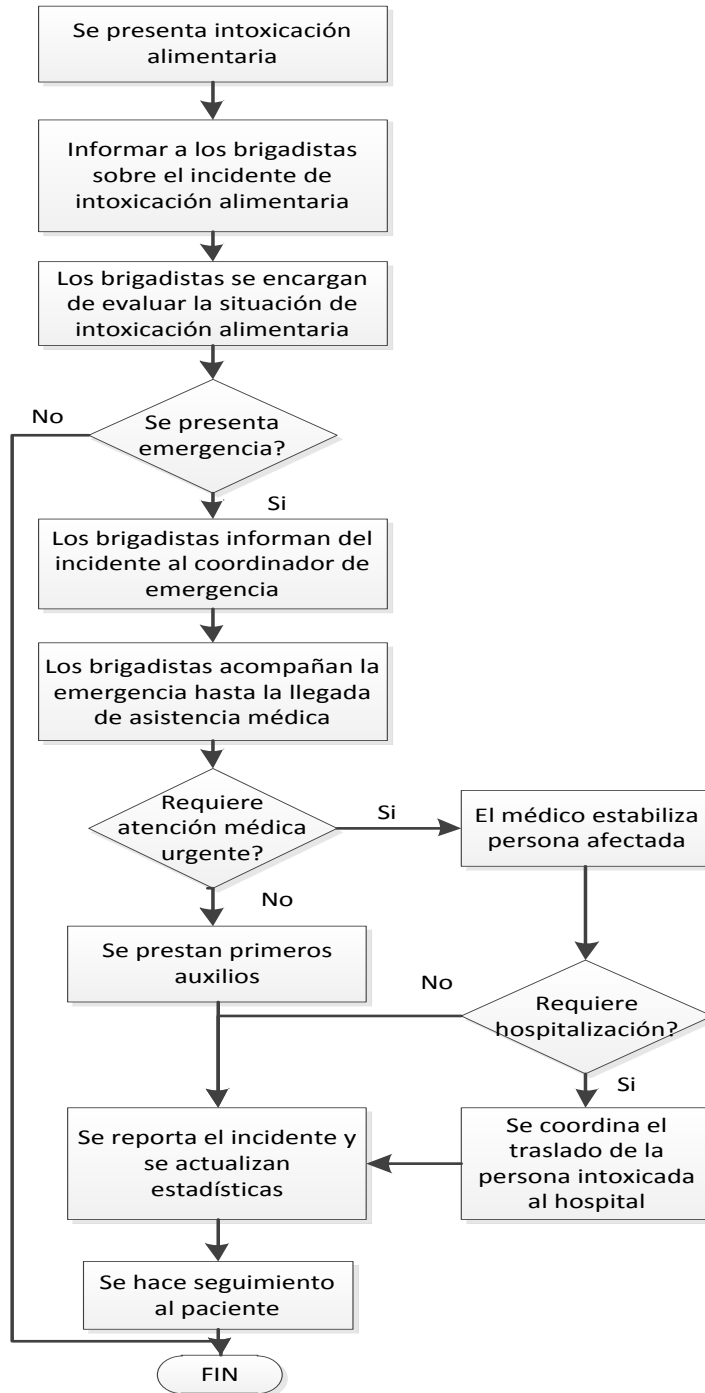 Se presenta intoxicación
alimentaria
Informar a los brigadistas
sobre el incidente de
intoxicación alimentaria
Los brigadistas se encargan
de evaluar la situación de
intoxicación alimentaria
No
Se presenta
emergencia?
Si
Los brigadistas informan del
incidente al coordinador de
emergencia
Los brigadistas acompañan la
emergencia hasta la llegada
de asistencia médica
Requiere
atención médica
urgente?
Si
El médico estabiliza
persona afectada
No
Se prestan primeros
auxilios
No
Requiere
hospitalización?
Si
Se coordina el
traslado de la
persona intoxicada
al hospital
Se reporta el incidente y
se actualizan
estadísticas
Se hace seguimiento
al paciente
FIN